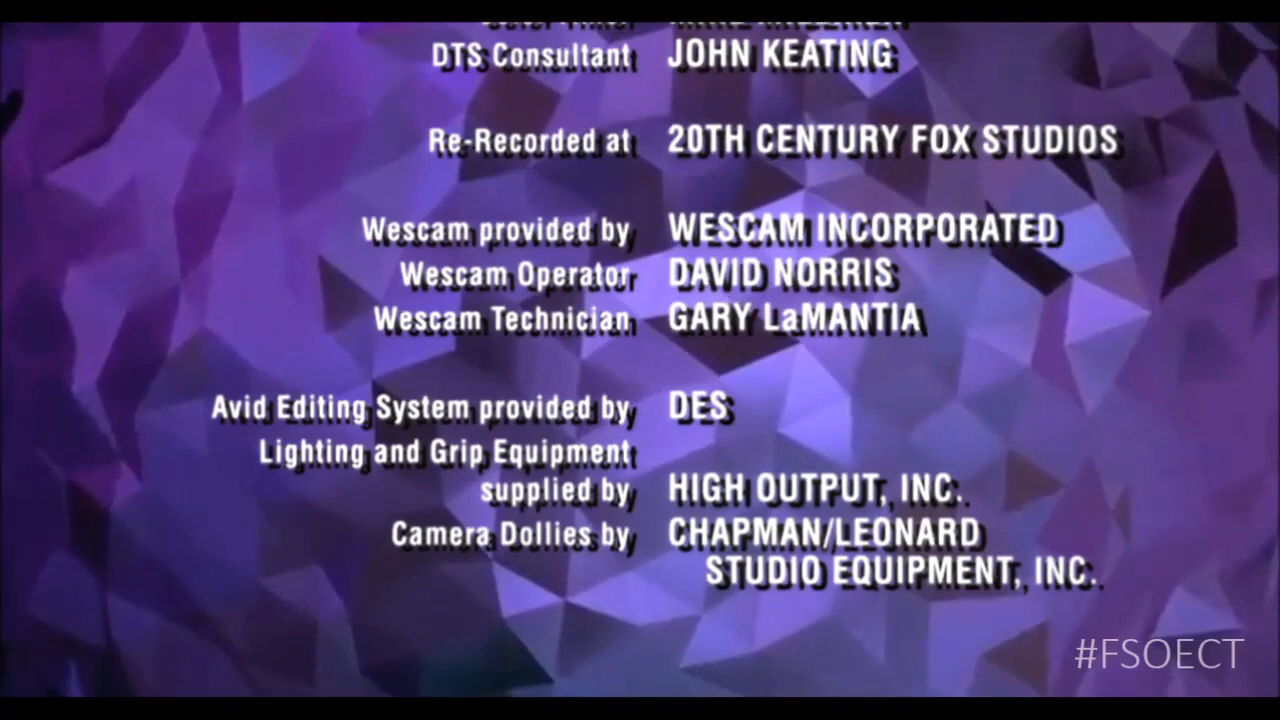 DTS Consultant JOHN KEATING
Re-Recorded at 20TH CENTURY FOX STUDIOS
Wescam provided by WESCAM INCORPORATED
Wescam Operator DAVID NORRIS
Wescam Technician GARY LaMANTIA
Avid Editing System provided by DES
Lighting and Grip Equipment
supplied by HIGH OUTPUT, INC.
Camera Dollies by CHAPMAN/LEONARD
STUDIO EQUIPMENT, INC.
#FSOECT